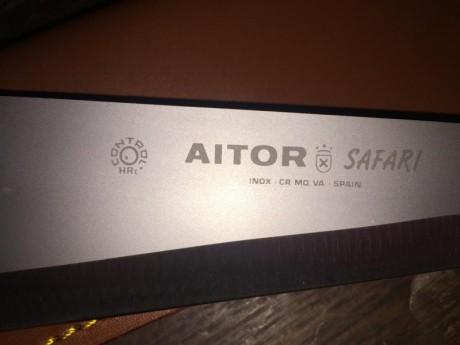 CONTROL
HRc
AITOR X SAFARI
INOX · CR MO. VA · SPAIN